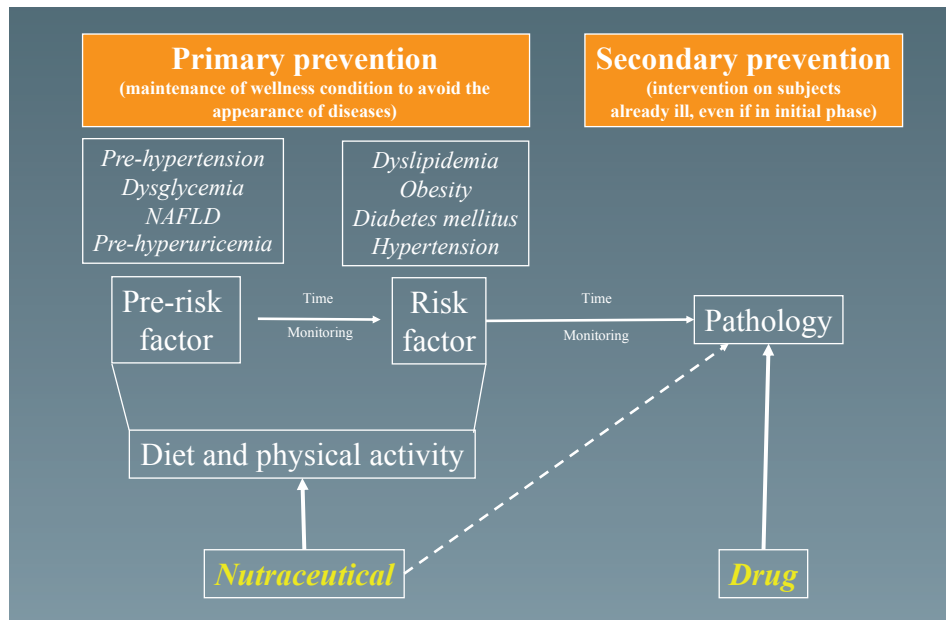 Primary prevention
(maintenance of wellness condition to avoid the
appearance of diseases)
Secondary prevention
(intervention on subjects
already ill, even if in initial phase)
Pre-hypertension
Dysglycemia
NAFLD
Pre-hyperuricemia
Dyslipidemia
Obesity
Diabetes mellitus
Hypertension
Pre-risk
factor
Time
Monitoring
Risk
factor
Time
Monitoring
Pathology
Diet and physical activity
Nutraceutical
Drug